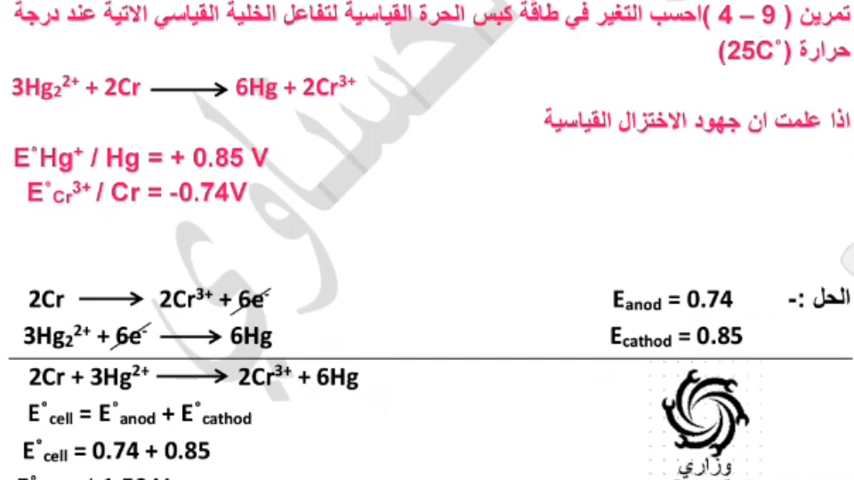 تمرين ( 9 – 4 )احسب التغير في طاقة كبس الحرة القياسية لتفاعل الخلية القياسي الاتية عند درجة
حرارة (25C°)
3Hg₂²⁺ + 2Cr ⟶ 6Hg + 2Cr³⁺
اذا علمت ان جهود الاختزال القياسية
E°Hg⁺ / Hg = + 0.85 V
E°Cr³⁺/ Cr = -0.74V
الحل :-
2Cr ⟶ 2Cr³⁺ + 6e⁻ Eanod = 0.74
3Hg₂²⁺ + 6e⁻ ⟶ 6Hg Ecathod = 0.85
2Cr + 3Hg²⁺ ⟶ 2Cr³⁺ + 6Hg
E°cell = E°anod + E°cathod
E°cell = 0.74 + 0.85
وزاري